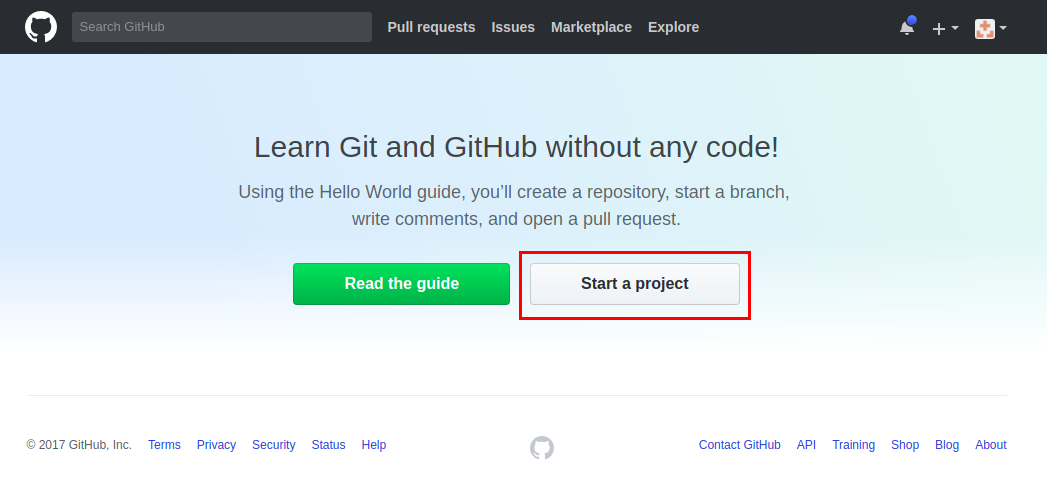 Search GitHub Pull requests Issues Marketplace Explore
Learn Git and GitHub without any code!
Using the Hello World guide, you’ll create a repository, start a branch,
write comments, and open a pull request.
Read the guide Start a project
© 2017 GitHub, Inc. Terms Privacy Security Status Help Contact GitHub API Training Shop Blog About